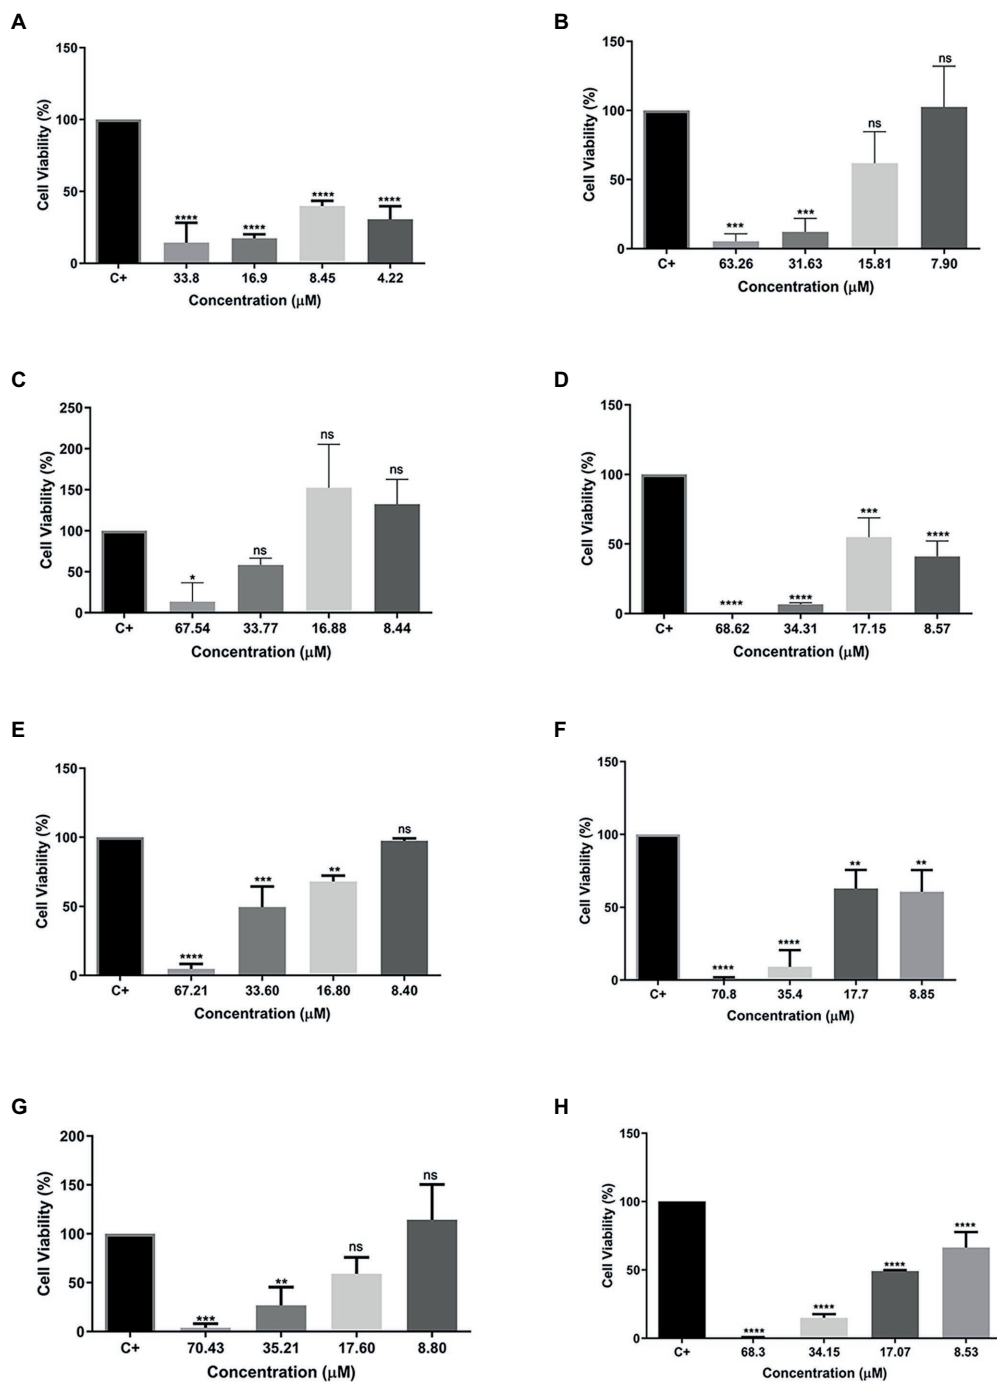 A
Cell Viability (%)
150
100
50
0
****
****
****
****
C+ 33.8 16.9 8.45 4.22
Concentration (μM)
B
Cell Viability (%)
150
100
50
0
***
***
ns
ns
C+ 63.26 31.63 15.81 7.90
Concentration (μM)
C
Cell Viability (%)
250
200
150
100
50
0
*
ns
ns
ns
C+ 67.54 33.77 16.88 8.44
Concentration (μM)
D
Cell Viability (%)
150
100
50
0
****
****
***
****
C+ 68.62 34.31 17.15 8.57
Concentration (μM)
E
Cell Viability (%)
150
100
50
0
****
***
**
ns
C+ 67.21 33.60 16.80 8.40
Concentration (μM)
F
Cell Viability (%)
150
100
50
0
****
****
**
**
C+ 70.8 35.4 17.7 8.85
Concentration (μM)
G
Cell Viability (%)
200
150
100
50
0
***
**
ns
ns
C+ 70.43 35.21 17.60 8.80
Concentration (μM)
H
Cell Viability (%)
150
100
50
0
****
****
****
****
C+ 68.3 34.15 17.07 8.53
Concentration (μM)